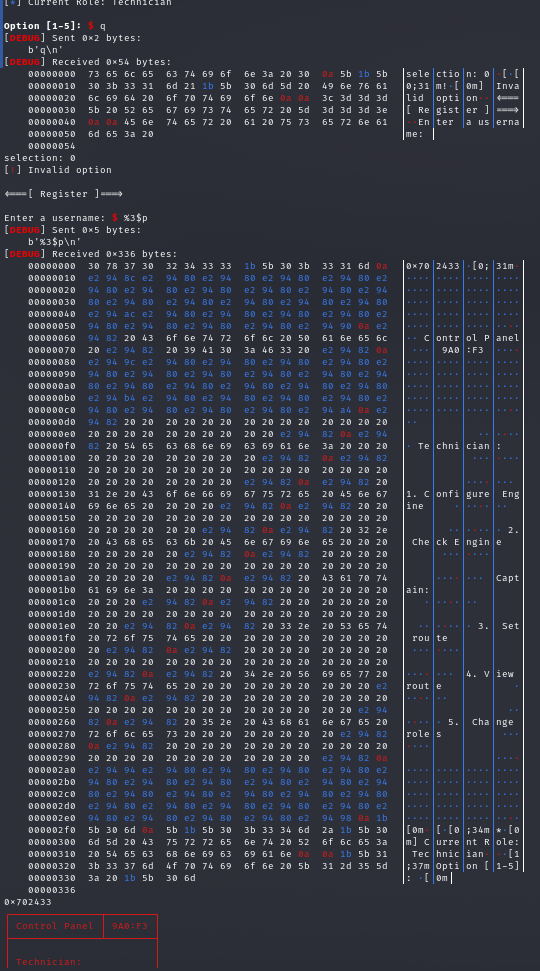 [*] Current Role: Technician
Option [1-5]: $ q
[DEBUG] Sent 0×2 bytes:
b'q\n'
[DEBUG] Received 0×54 bytes:
00000000 73 65 6c 65 63 74 69 6f 6e 3a 20 30 0a 5b 1b 5b │sele│ctio│n: 0│·[·[│
00000010 30 3b 33 31 6d 21 1b 5b 30 6d 5d 20 49 6e 76 61 │0;31│m!·[│0m] │Inva│
00000020 6c 69 64 20 6f 70 74 69 6f 6e 0a 0a 3c 3d 3d 3d │lid │opti│on··│<===│
00000030 5b 20 52 65 67 69 73 74 65 72 20 5d 3d 3d 3d 3e │[ Re│gist│er ]│===>│
00000040 0a 0a 45 6e 74 65 72 20 61 20 75 73 65 72 6e 61 │··En│ter │a us│erna│
00000050 6d 65 3a 20 │me: │
00000054
selection: 0
[!] Invalid option
<===[ Register ]===>
Enter a username: $ %3$p
[DEBUG] Sent 0×5 bytes:
b'%3$p\n'
[DEBUG] Received 0×336 bytes:
00000000 30 78 37 30 32 34 33 33 1b 5b 30 3b 33 31 6d 0a │0×70│2433│·[0;│31m·│
00000010 e2 94 8c e2 94 80 e2 94 80 e2 94 80 e2 94 80 e2 │····│····│····│····│
00000020 94 80 e2 94 80 e2 94 80 e2 94 80 e2 94 80 e2 94 │····│····│····│····│
00000030 80 e2 94 80 e2 94 80 e2 94 80 e2 94 80 e2 94 80 │····│····│····│····│
00000040 e2 94 ac e2 94 80 e2 94 80 e2 94 80 e2 94 80 e2 │····│····│····│····│
00000050 94 80 e2 94 80 e2 94 80 e2 94 80 e2 94 90 0a e2 │····│····│····│····│
00000060 94 82 20 43 6f 6e 74 72 6f 6c 20 50 61 6e 65 6c │·· C│ontr│ol P│anel│
00000070 20 e2 94 82 20 39 41 30 3a 46 33 20 e2 94 82 0a │ ···│ 9A0│:F3 │····│
00000080 e2 94 9c e2 94 80 e2 94 80 e2 94 80 e2 94 80 e2 │····│····│····│····│
00000090 94 80 e2 94 80 e2 94 80 e2 94 80 e2 94 80 e2 94 │····│····│····│····│
000000a0 80 e2 94 80 e2 94 80 e2 94 80 e2 94 80 e2 94 80 │····│····│····│····│
000000b0 e2 94 b4 e2 94 80 e2 94 80 e2 94 80 e2 94 80 e2 │····│····│····│····│
000000c0 94 80 e2 94 80 e2 94 80 e2 94 80 e2 94 a4 0a e2 │····│····│····│····│
000000d0 94 82 20 20 20 20 20 20 20 20 20 20 20 20 20 20 │··  │    │    │    │
000000e0 20 20 20 20 20 20 20 20 20 20 e2 94 82 0a e2 94 │    │    │  ··│····│
000000f0 82 20 54 65 63 68 6e 69 63 69 61 6e 3a 20 20 20 │· Te│chni│cian│:   │
00000100 20 20 20 20 20 20 20 20 20 e2 94 82 0a e2 94 82 │    │    │ ···│····│
00000110 20 20 20 20 20 20 20 20 20 20 20 20 20 20 20 20 │    │    │    │    │
00000120 20 20 20 20 20 20 20 20 e2 94 82 0a e2 94 82 20 │    │    │····│··· │
00000130 31 2e 20 43 6f 6e 66 69 67 75 72 65 20 45 6e 67 │1. C│onfi│gure│ Eng│
00000140 69 6e 65 20 20 20 20 e2 94 82 0a e2 94 82 20 20 │ine │   ·│····│··  │
00000150 20 20 20 20 20 20 20 20 20 20 20 20 20 20 20 20 │    │    │    │    │
00000160 20 20 20 20 20 20 e2 94 82 0a e2 94 82 20 32 2e │    │  ··│····│· 2.│
00000170 20 43 68 65 63 6b 20 45 6e 67 69 6e 65 20 20 20 │ Che│ck E│ngin│e   │
00000180 20 20 20 20 20 e2 94 82 0a e2 94 82 20 20 20 20 │    │ ···│····│    │
00000190 20 20 20 20 20 20 20 20 20 20 20 20 20 20 20 20 │    │    │    │    │
000001a0 20 20 20 20 e2 94 82 0a e2 94 82 20 43 61 70 74 │    │····│··· │Capt│
000001b0 61 69 6e 3a 20 20 20 20 20 20 20 20 20 20 20 20 │ain:│    │    │    │
000001c0 20 20 20 e2 94 82 0a e2 94 82 20 20 20 20 20 20 │   ·│····│··  │    │
000001d0 20 20 20 20 20 20 20 20 20 20 20 20 20 20 20 20 │    │    │    │    │
000001e0 20 20 e2 94 82 0a e2 94 82 20 33 2e 20 53 65 74 │  ··│····│· 3.│ Set│
000001f0 20 72 6f 75 74 65 20 20 20 20 20 20 20 20 20 20 │ rou│te  │    │    │
00000200 20 e2 94 82 0a e2 94 82 20 20 20 20 20 20 20 20 │ ···│····│    │    │
00000210 20 20 20 20 20 20 20 20 20 20 20 20 20 20 20 20 │    │    │    │    │
00000220 e2 94 82 0a e2 94 82 20 34 2e 20 56 69 65 77 20 │····│··· │4. V│iew │
00000230 72 6f 75 74 65 20 20 20 20 20 20 20 20 20 20 e2 │rout│e   │    │   ·│
00000240 94 82 0a e2 94 82 20 20 20 20 20 20 20 20 20 20 │····│··  │    │    │
00000250 20 20 20 20 20 20 20 20 20 20 20 20 20 20 e2 94 │    │    │    │  ··│
00000260 82 0a e2 94 82 20 35 2e 20 43 68 61 6e 67 65 20 │····│· 5.│ Cha│nge │
00000270 72 6f 6c 65 73 20 20 20 20 20 20 20 20 e2 94 82 │role│s   │    │ ···│
00000280 0a e2 94 82 20 20 20 20 20 20 20 20 20 20 20 20 │····│    │    │    │
00000290 20 20 20 20 20 20 20 20 20 20 20 20 e2 94 82 0a │    │    │    │····│
000002a0 e2 94 94 e2 94 80 e2 94 80 e2 94 80 e2 94 80 e2 │····│····│····│····│
000002b0 94 80 e2 94 80 e2 94 80 e2 94 80 e2 94 80 e2 94 │····│····│····│····│
000002c0 80 e2 94 80 e2 94 80 e2 94 80 e2 94 80 e2 94 80 │····│····│····│····│
000002d0 e2 94 80 e2 94 80 e2 94 80 e2 94 80 e2 94 80 e2 │····│····│····│····│
000002e0 94 80 e2 94 80 e2 94 80 e2 94 80 e2 94 98 0a 1b │····│····│····│····│
000002f0 5b 30 6d 0a 5b 1b 5b 30 3b 33 34 6d 2a 1b 5b 30 │[0m·│[·[0│;34m│*·[0│
00000300 6d 5d 20 43 75 72 72 65 6e 74 20 52 6f 6c 65 3a │m] C│urre│nt R│ole:│
00000310 20 54 65 63 68 6e 69 63 69 61 6e 0a 0a 1b 5b 31 │ Tec│hnic│ian·│··[1│
00000320 3b 33 37 6d 4f 70 74 69 6f 6e 20 5b 31 2d 35 5d │;37m│Opti│on [│1-5]│
00000330 3a 20 1b 5b 30 6d │: ·[│0m│
00000336
0×702433
Control Panel │ 9A0:F3
Technician: